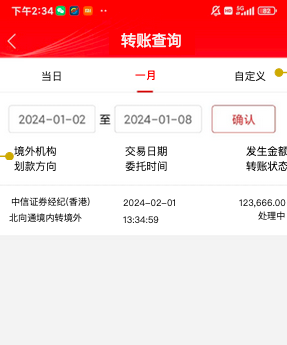 下午2:34
转账查询
当日 一月 自定义
2024-01-02 至 2024-01-08 确认
境外机构 交易日期 发生金额
划款方向 委托时间 转账状态
中信证券经纪(香港) 2024-02-01 123,666.00
北向通境内转境外 13:34:59 处理中